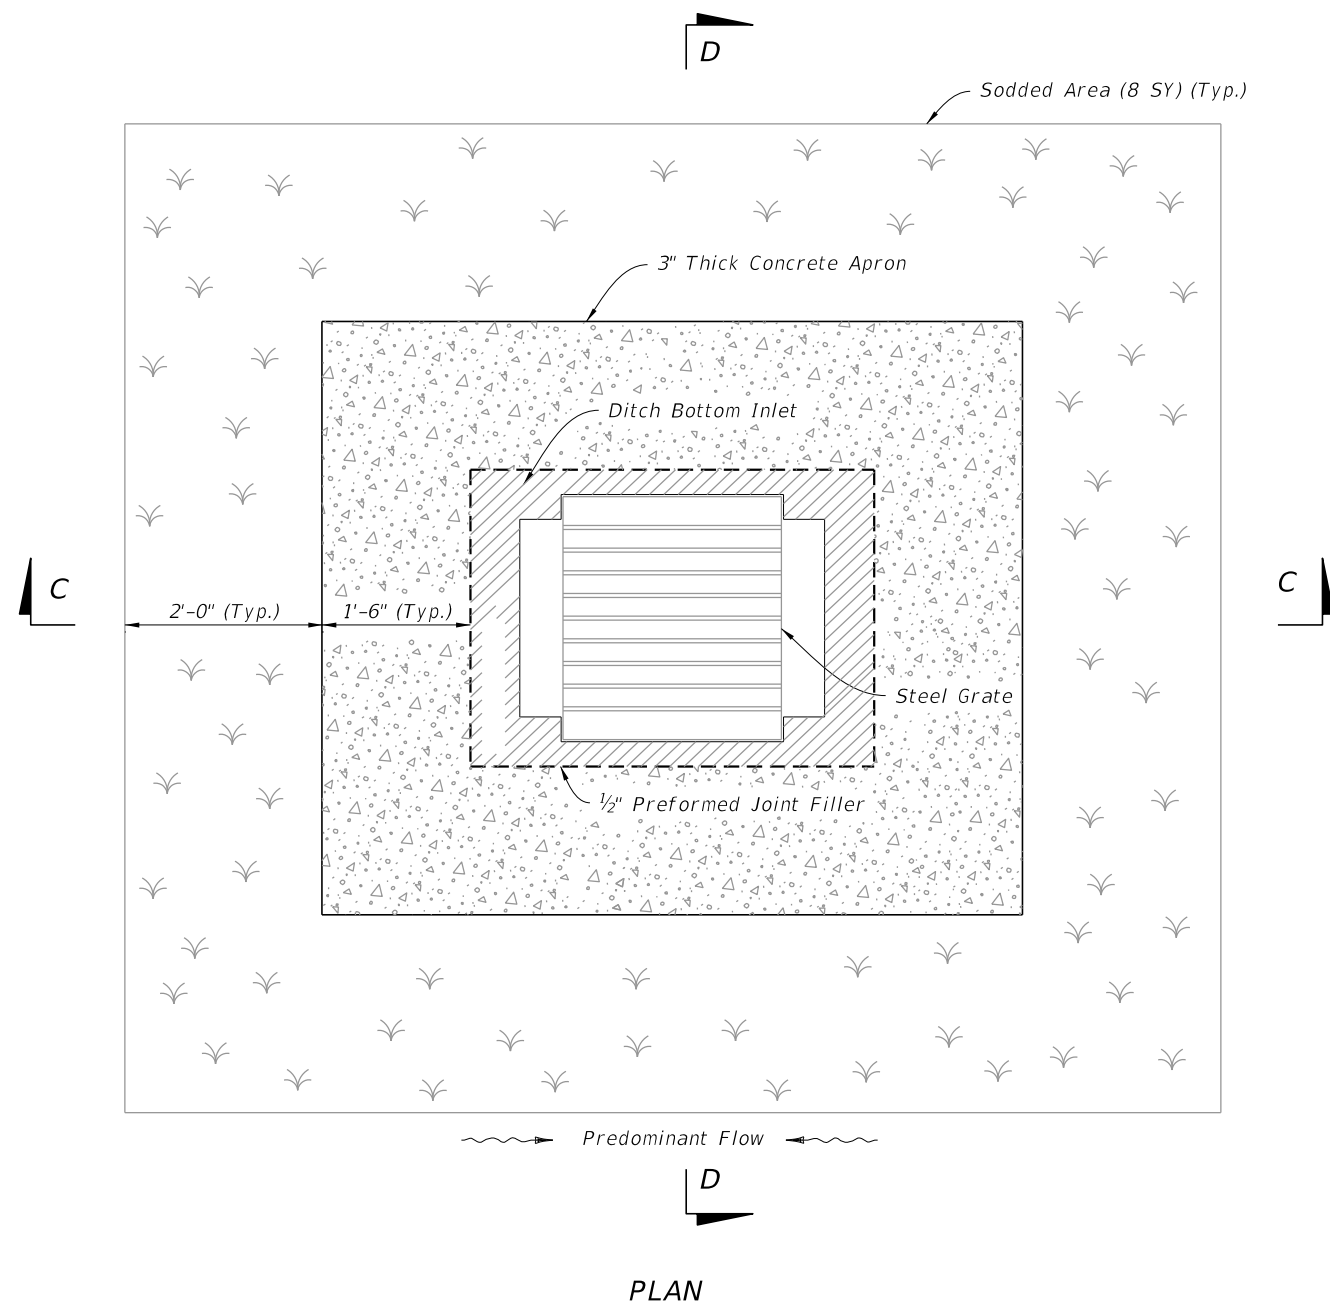 D
Sodded Area (8 SY) (Typ.)
3" Thick Concrete Apron
Ditch Bottom Inlet
C
C
2'-0" (Typ.)
1'-6" (Typ.)
Steel Grate
½" Preformed Joint Filler
Predominant Flow
D
PLAN